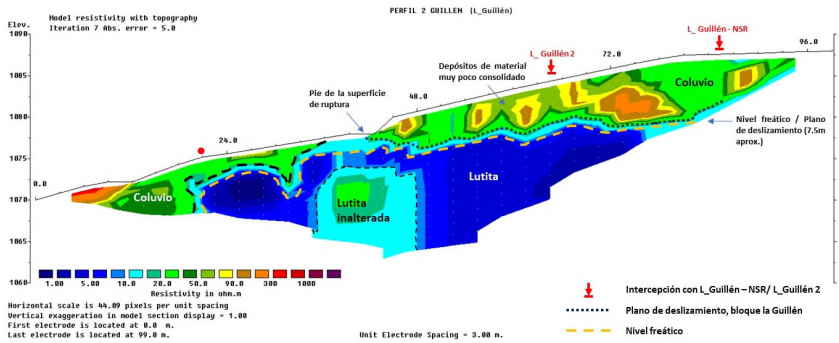 PERFIL 2 GUILLEN (L_Guillén)
Elev.
Model resistivity with topography
Iteration 7 Abs. error = 5.0
1090
1085
1080
1075
1070
1065
1060
L_ Guillén 2
L_ Guillén - NSR
0.0
24.0
48.0
72.0
96.0
Depósitos de material
muy poco consolidado
Pie de la superficie
de ruptura
Coluvio
Nivel freático / Plano
de deslizamiento (7.5m
aprox.)
Coluvio
Lutita
inalterada
Lutita
1.00 5.00 10.0 20.0 50.0 90.0 300 1000
Resistivity in ohm.m
Horizontal scale is 44.09 pixels per unit spacing
Vertical exaggeration in model section display = 1.00
First electrode is located at 0.0 m.
Last electrode is located at 99.0 m.
Unit Electrode Spacing = 3.00 m.
Intercepción con L_Guillén – NSR/ L_Guillén 2
Plano de deslizamiento, bloque la Guillén
Nivel freático